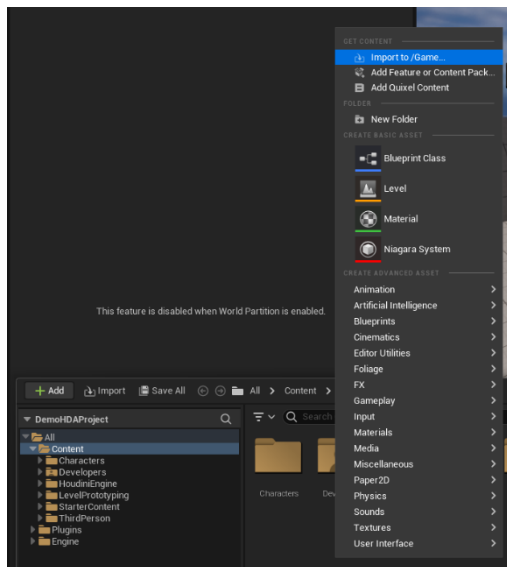 GET CONTENT
Import to /Game...
Add Feature or Content Pack...
Add Quixel Content
FOLDER
New Folder
CREATE BASIC ASSET
Blueprint Class
Level
Material
Niagara System
CREATE ADVANCED ASSET
Animation
Artificial Intelligence
Blueprints
Cinematics
Editor Utilities
Foliage
FX
Gameplay
Input
Materials
Media
Miscellaneous
Paper2D
Physics
Sounds
Textures
User Interface
This feature is disabled when World Partition is enabled.
+ Add Import Save All All > Content >
DemoHDAProject
Search
All
Content
Characters
Developers
HoudiniEngine
LevelPrototyping
StarterContent
ThirdPerson
Plugins
Engine
Characters
Dev